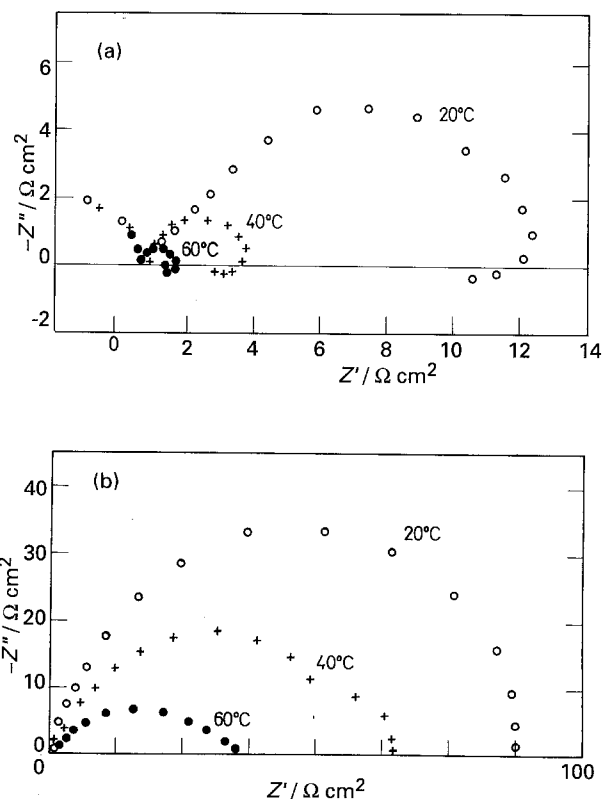 (a)
6
4
2
0
-2
-Z" / Ω cm²
20°C
40°C
60°C
0 2 4 6 8 10 12 14
Z' / Ω cm²
(b)
40
30
20
10
0
-Z" / Ω cm²
20°C
40°C
60°C
0 100
Z' / Ω cm²